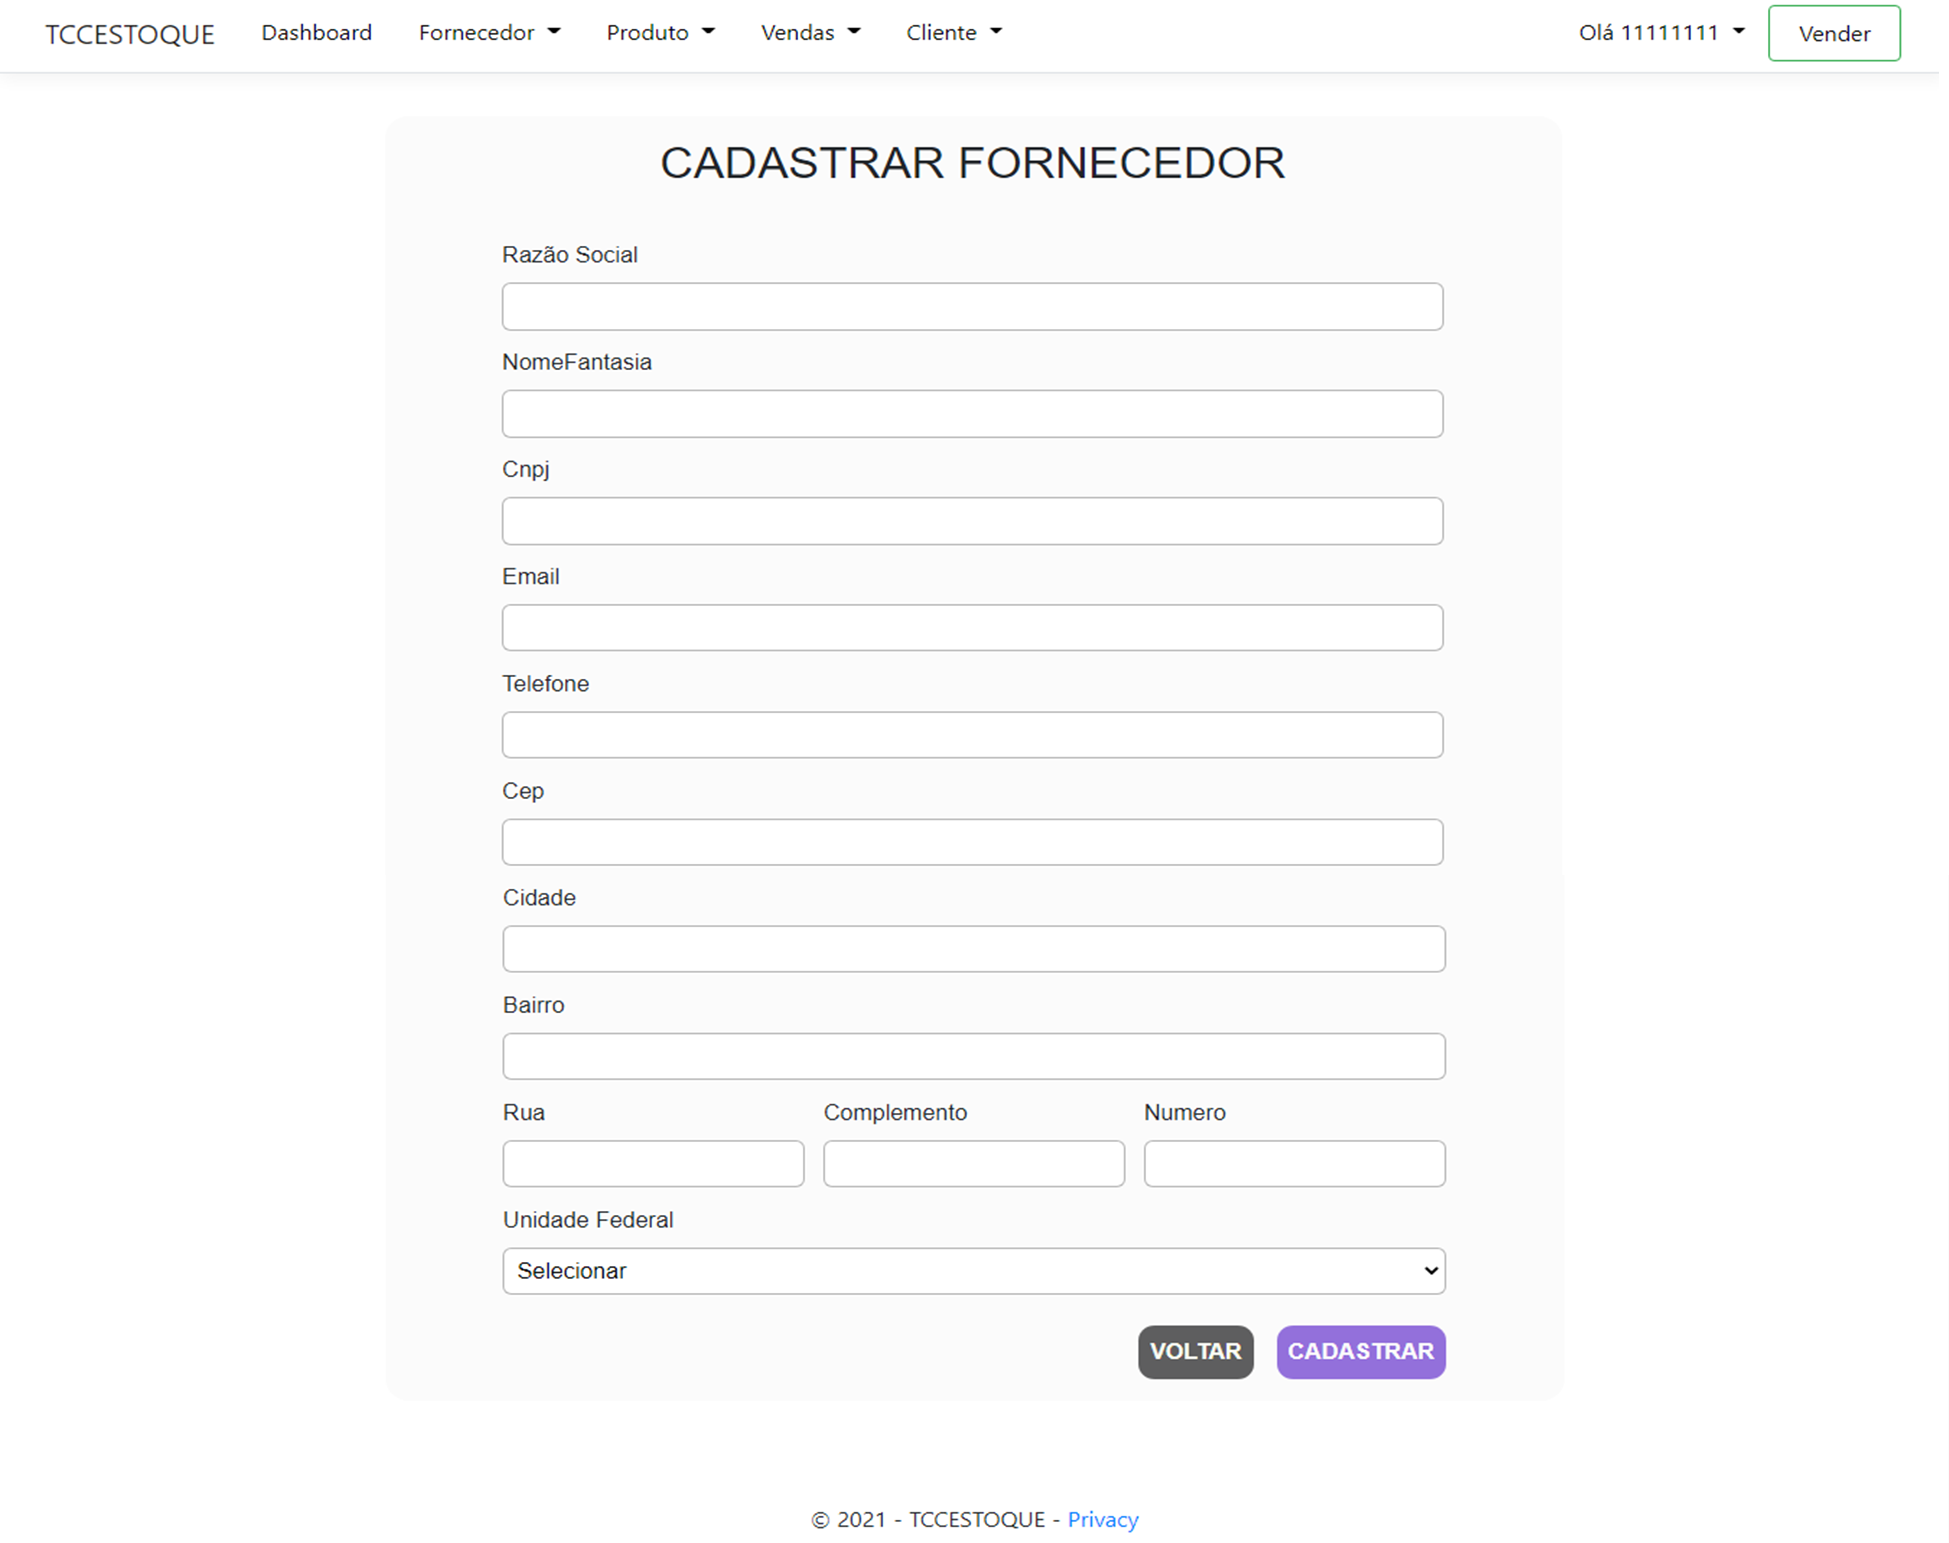 TCCESTOQUE Dashboard Fornecedor Produto Vendas Cliente Olá 11111111 Vender
CADASTRAR FORNECEDOR
Razão Social
NomeFantasia
Cnpj
Email
Telefone
Cep
Cidade
Bairro
Rua Complemento Numero
Unidade Federal
Selecionar
VOLTAR CADASTRAR
© 2021 - TCCESTOQUE - Privacy